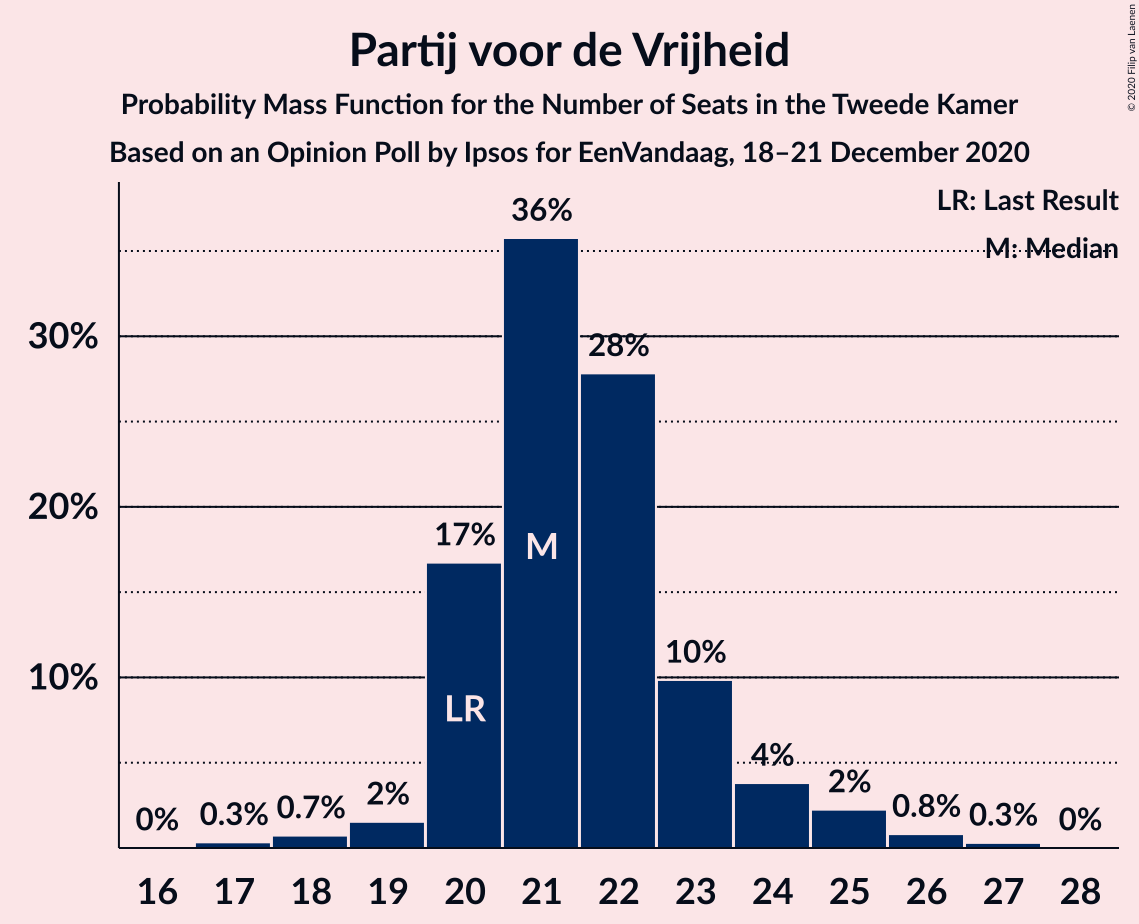 Partij voor de Vrijheid
Probability Mass Function for the Number of Seats in the Tweede Kamer
Based on an Opinion Poll by Ipsos for EenVandaag, 18–21 December 2020
© 2020 Filip van Laenen
LR: Last Result
M: Median
36%
30%
28%
20%
17%
M
10%
10%
LR
4%
2%
2%
0%
0.3%
0.7%
0.8%
0.3%
0%
16 17 18 19 20 21 22 23 24 25 26 27 28